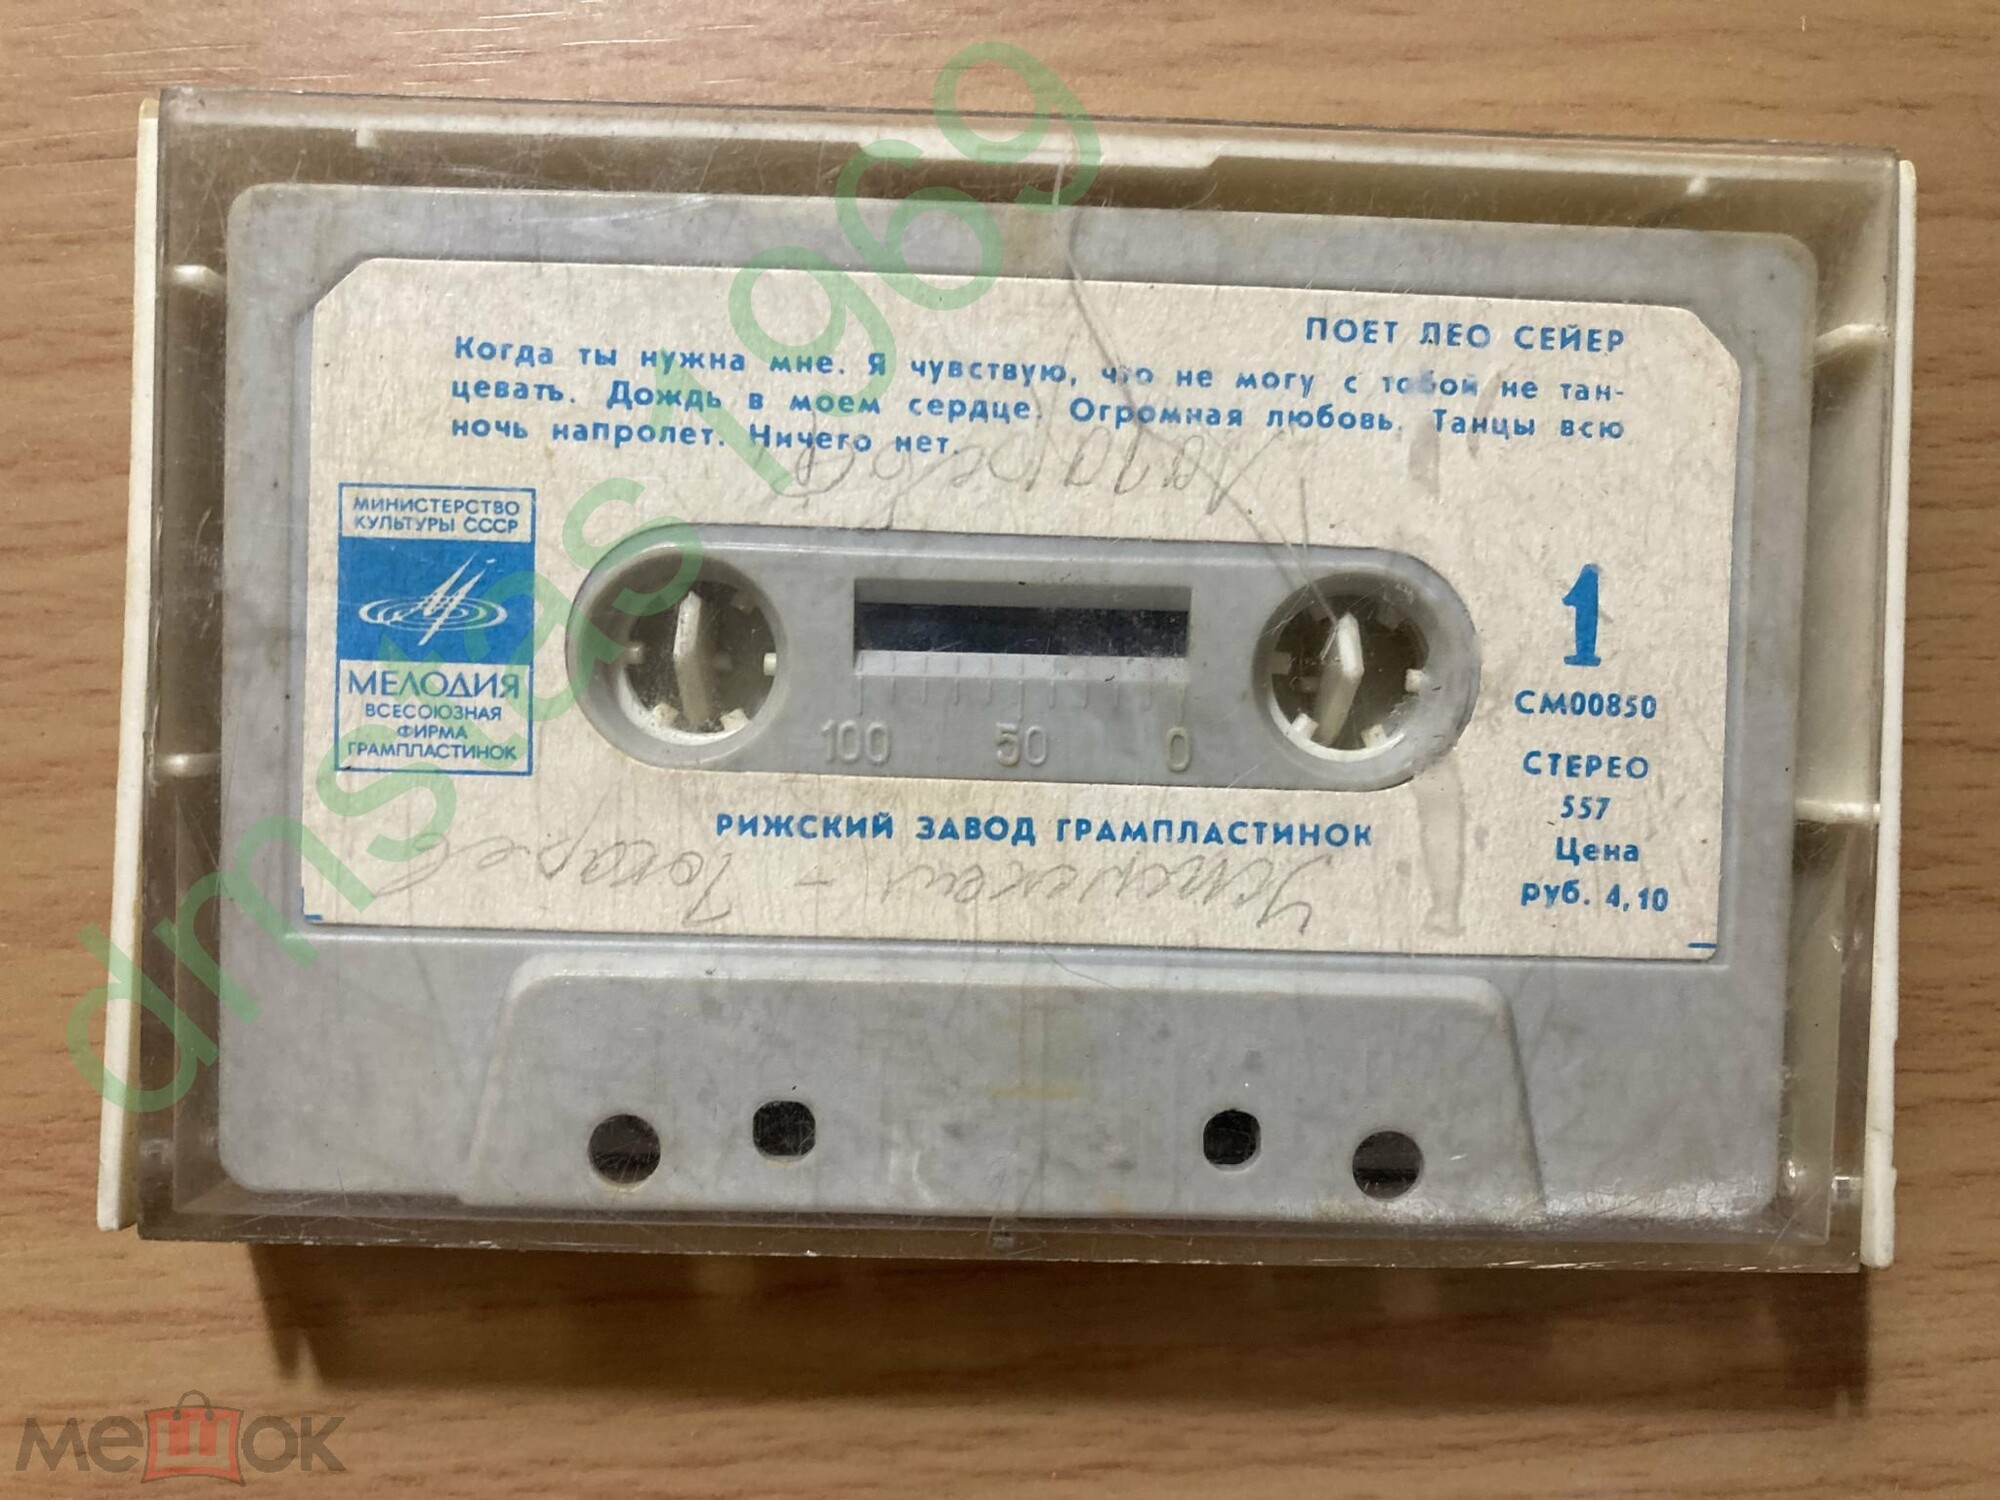 ПОЕТ ЛЕО СЕЙЕР
Когда ты нужна мне. Я чувствую, что не могу с тобой не тан-
цевать. Дождь в моем сердце. Огромная любовь. Танцы всю
ночь напролет. Ничего нет.
МИНИСТЕРСТВО
КУЛЬТУРЫ СССР
МЕЛОДИЯ
ВСЕСОЮЗНАЯ
ФИРМА
ГРАМПЛАСТИНОК
1
СМ00850
СТЕРЕО
557
Цена
руб. 4,10
100 50 0
РИЖСКИЙ ЗАВОД ГРАМПЛАСТИНОК
Токарев
dmstas1969
мешок